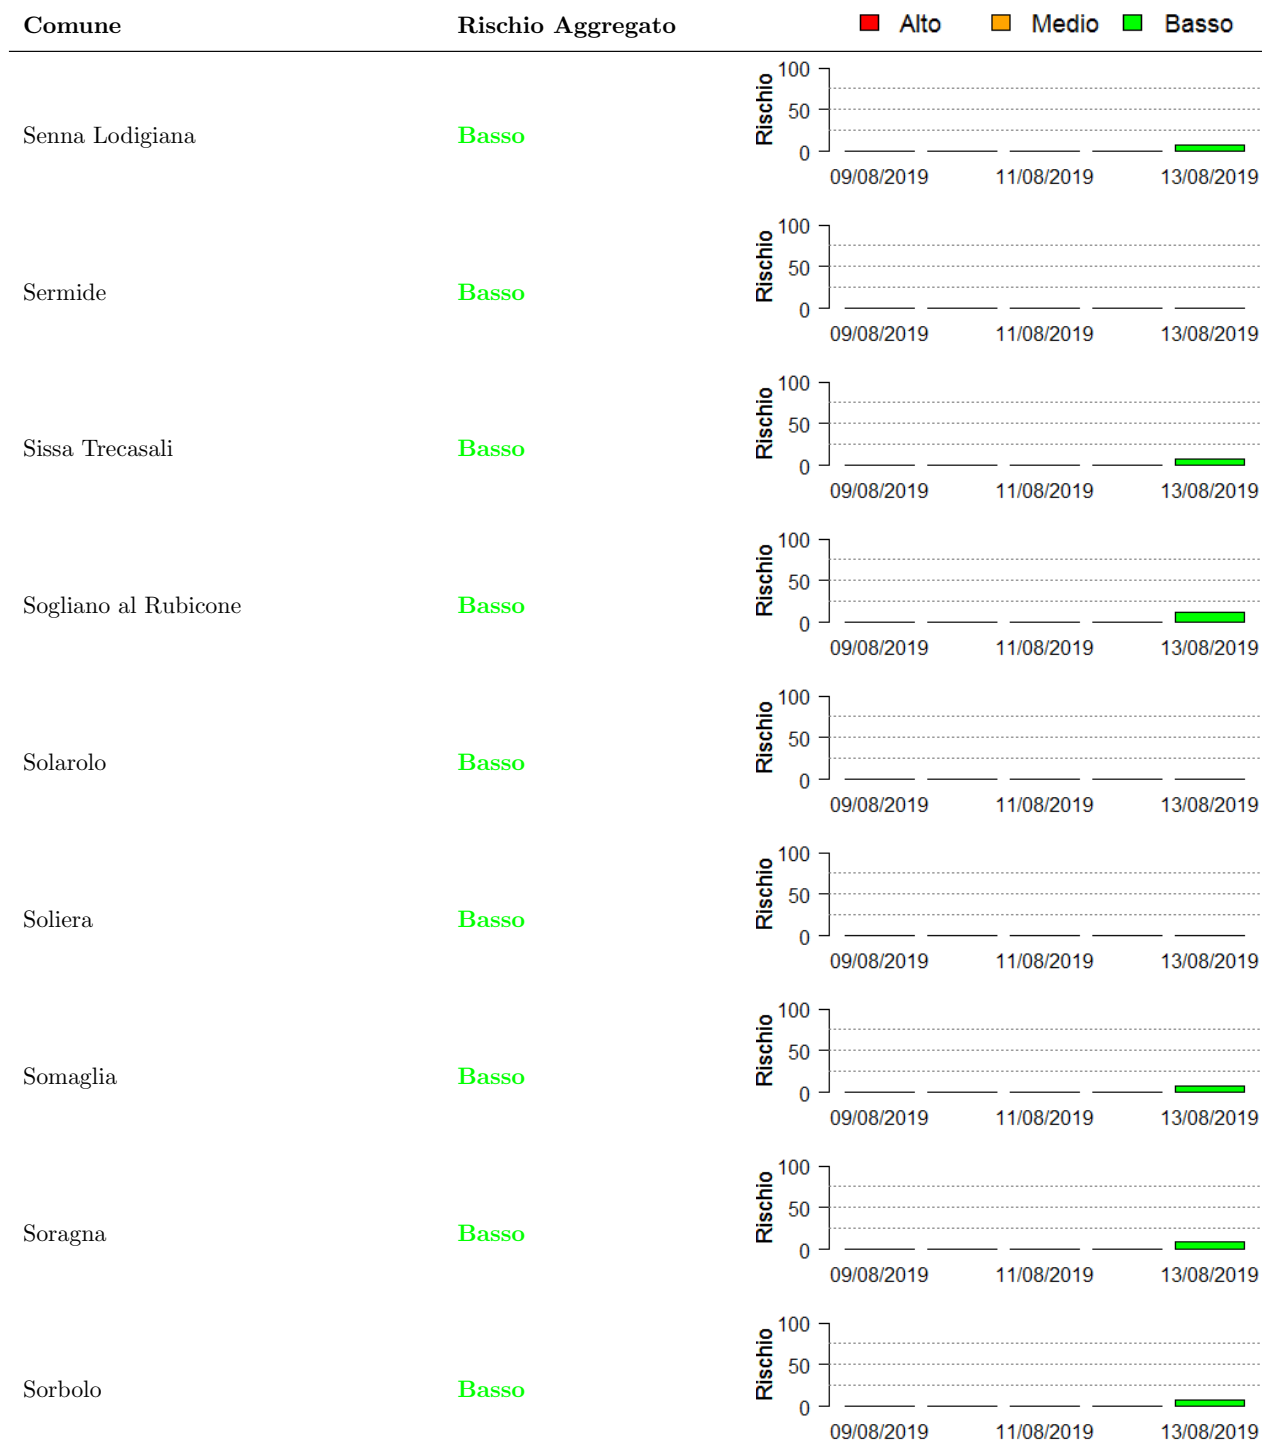 Comune Rischio Aggregato Alto Medio Basso
Senna Lodigiana Basso Rischio 100 50 0
09/08/2019 11/08/2019 13/08/2019
Sermide Basso Rischio 100 50 0
09/08/2019 11/08/2019 13/08/2019
Sissa Trecasali Basso Rischio 100 50 0
09/08/2019 11/08/2019 13/08/2019
Sogliano al Rubicone Basso Rischio 100 50 0
09/08/2019 11/08/2019 13/08/2019
Solarolo Basso Rischio 100 50 0
09/08/2019 11/08/2019 13/08/2019
Soliera Basso Rischio 100 50 0
09/08/2019 11/08/2019 13/08/2019
Somaglia Basso Rischio 100 50 0
09/08/2019 11/08/2019 13/08/2019
Soragna Basso Rischio 100 50 0
09/08/2019 11/08/2019 13/08/2019
Sorbolo Basso Rischio 100 50 0
09/08/2019 11/08/2019 13/08/2019